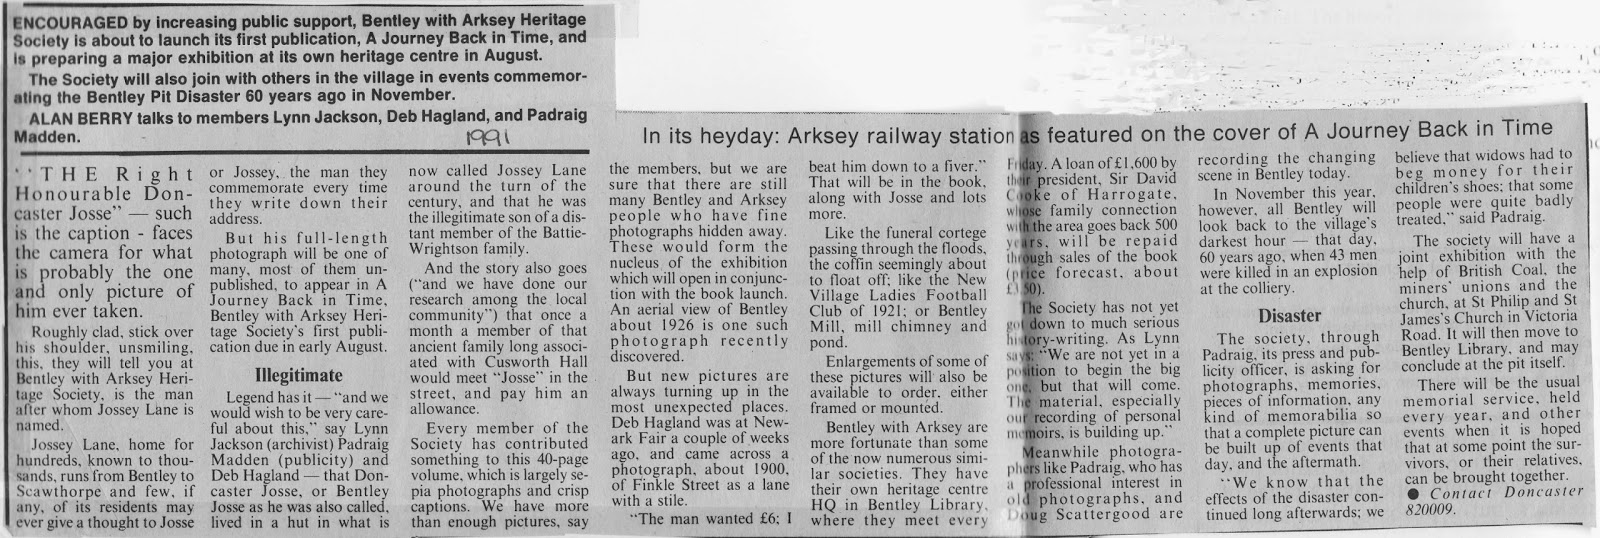 ENCOURAGED by increasing public support, Bentley with Arksey Heritage
Society is about to launch its first publication, A Journey Back in Time, and
is preparing a major exhibition at its own heritage centre in August.
The Society will also join with others in the village in events commemor-
ating the Bentley Pit Disaster 60 years ago in November.
ALAN BERRY talks to members Lynn Jackson, Deb Hagland, and Padraig
Madden.
1991
In its heyday: Arksey railway station as featured on the cover of A Journey Back in Time
"THE Right
Honourable Don-
caster Josse" — such
is the caption - faces
the camera for what
is probably the one
and only picture of
him ever taken.
Roughly clad, stick over
his shoulder, unsmiling,
this, they will tell you at
Bentley with Arksey Heri-
tage Society, is the man
after whom Jossey Lane is
named.
Jossey Lane, home for
hundreds, known to thou-
sands, runs from Bentley to
Scawthorpe and few, if
any, of its residents may
ever give a thought to Josse
or Jossey, the man they
commemorate every time
they write down their
address.
But his full-length
photograph will be one of
many, most of them un-
published, to appear in A
Journey Back in Time,
Bentley with Arksey Heri-
tage Society's first publi-
cation due in early August.
Illegitimate
Legend has it — "and we
would wish to be very care-
ful about this," say Lynn
Jackson (archivist) Padraig
Madden (publicity) and
Deb Hagland — that Don-
caster Josse, or Bentley
Josse as he was also called,
lived in a hut in what is
now called Jossey Lane
around the turn of the
century, and that he was
the illegitimate son of a dis-
tant member of the Battie-
Wrightson family.
And the story also goes
("and we have done our
research among the local
community") that once a
month a member of that
ancient family long associ-
ated with Cusworth Hall
would meet "Josse" in the
street, and pay him an
allowance.
Every member of the
Society has contributed
something to this 40-page
volume, which is largely se-
pia photographs and crisp
captions. We have more
than enough pictures, say
the members, but we are
sure that there are still
many Bentley and Arksey
people who have fine
photographs hidden away.
These would form the
nucleus of the exhibition
which will open in conjunc-
tion with the book launch.
An aerial view of Bentley
about 1926 is one such
photograph recently
discovered.
But new pictures are
always turning up in the
most unexpected places.
Deb Hagland was at New-
ark Fair a couple of weeks
ago, and came across a
photograph, about 1900,
of Finkle Street as a lane
with a stile.
"The man wanted £6; I
beat him down to a fiver."
That will be in the book,
along with Josse and lots
more.
Like the funeral cortege
passing through the floods,
the coffin seemingly about
to float off; like the New
Village Ladies Football
Club of 1921; or Bentley
Mill, mill chimney and
pond.
Enlargements of some of
these pictures will also be
available to order, either
framed or mounted.
Bentley with Arksey are
more fortunate than some
of the now numerous simi-
lar societies. They have
their own heritage centre
HQ in Bentley Library,
where they meet every
Friday. A loan of £1,600 by
their president, Sir David
Cooke of Harrogate,
whose family connection
with the area goes back 500
years, will be repaid
through sales of the book
(price forecast, about
£3.50).
The Society has not yet
got down to much serious
history-writing. As Lynn
says: "We are not yet in a
position to begin the big
one, but that will come.
The material, especially
our recording of personal
memoirs, is building up."
Meanwhile photogra-
phers like Padraig, who has
a professional interest in
old photographs, and
Doug Scattergood are
recording the changing
scene in Bentley today.
In November this year,
however, all Bentley will
look back to the village's
darkest hour — that day,
60 years ago, when 43 men
were killed in an explosion
at the colliery.
Disaster
The society, through
Padraig, its press and pub-
licity officer, is asking for
photographs, memories,
pieces of information, any
kind of memorabilia so
that a complete picture can
be built up of events that
day, and the aftermath.
"We know that the
effects of the disaster con-
tinued long afterwards; we
believe that widows had to
beg money for their
children's shoes; that some
people were quite badly
treated," said Padraig.
The society will have a
joint exhibition with the
help of British Coal, the
miners' unions and the
church, at St Philip and St
James's Church in Victoria
Road. It will then move to
Bentley Library, and may
conclude at the pit itself.
There will be the usual
memorial service, held
every year, and other
events when it is hoped
that at some point the sur-
vivors, or their relatives,
can be brought together.
● Contact Doncaster
820009.